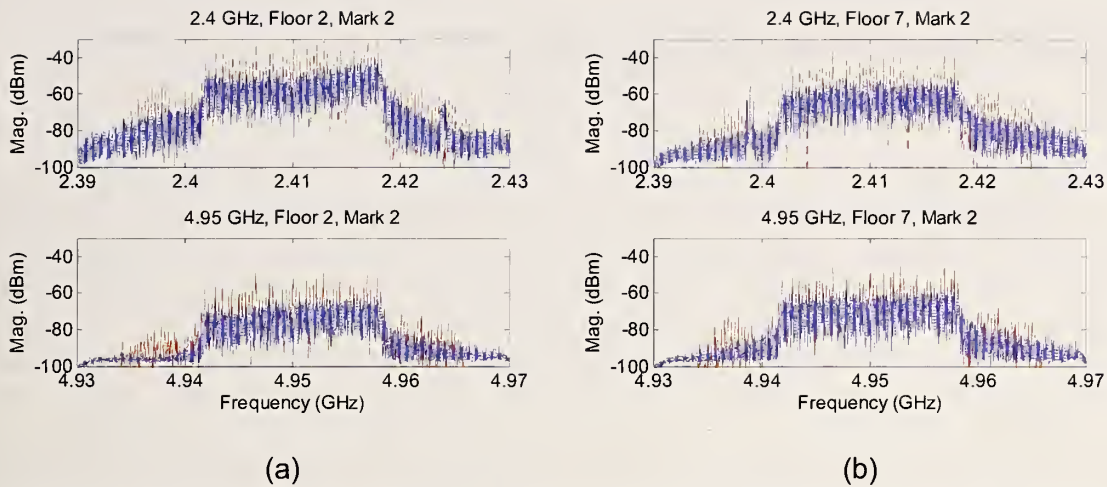 2.4 GHz, Floor 2, Mark 2
Mag. (dBm)
-40
-60
-80
-100
2.39 2.4 2.41 2.42 2.43
4.95 GHz, Floor 2, Mark 2
Mag. (dBm)
-40
-60
-80
-100
4.93 4.94 4.95 4.96 4.97
Frequency (GHz)
(a)
2.4 GHz, Floor 7, Mark 2
Mag. (dBm)
-40
-60
-80
-100
2.39 2.4 2.41 2.42 2.43
4.95 GHz, Floor 7, Mark 2
Mag. (dBm)
-40
-60
-80
-100
4.93 4.94 4.95 4.96 4.97
Frequency (GHz)
(b)